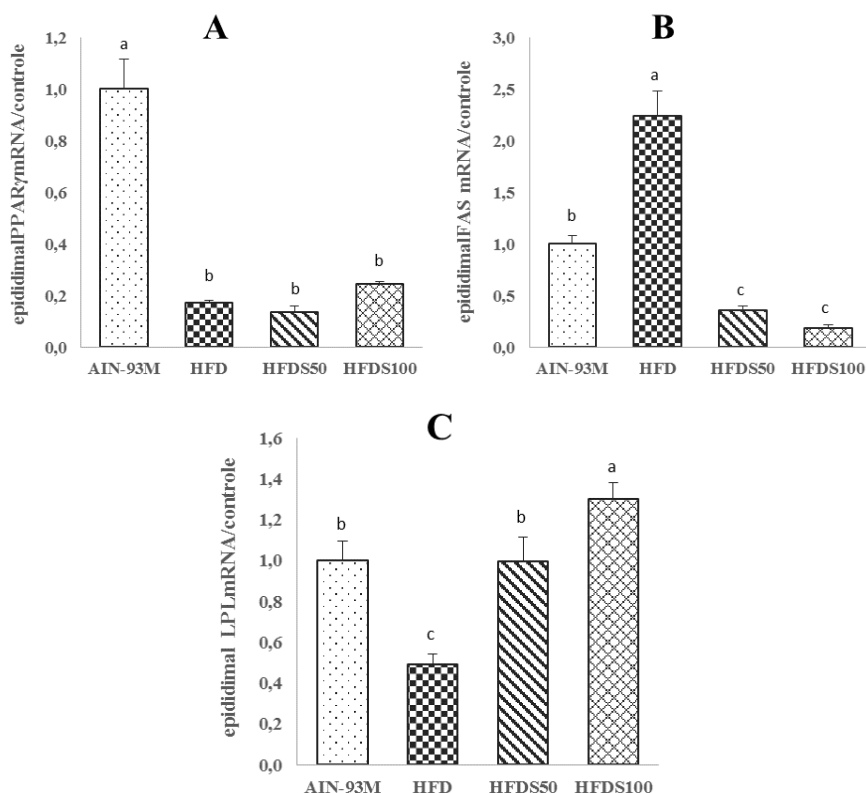 A
epididimalPPARγmRNA/controle
1,2
1,0
0,8
0,6
0,4
0,2
0,0
a
b
b
b
AIN-93M HFD HFDS50 HFDS100
B
epididimalFAS mRNA/controle
3,0
2,5
2,0
1,5
1,0
0,5
0,0
b
a
c
c
AIN-93M HFD HFDS50 HFDS100
C
epididimal LPLmRNA/controle
1,6
1,4
1,2
1,0
0,8
0,6
0,4
0,2
0,0
b
c
b
a
AIN-93M HFD HFDS50 HFDS100